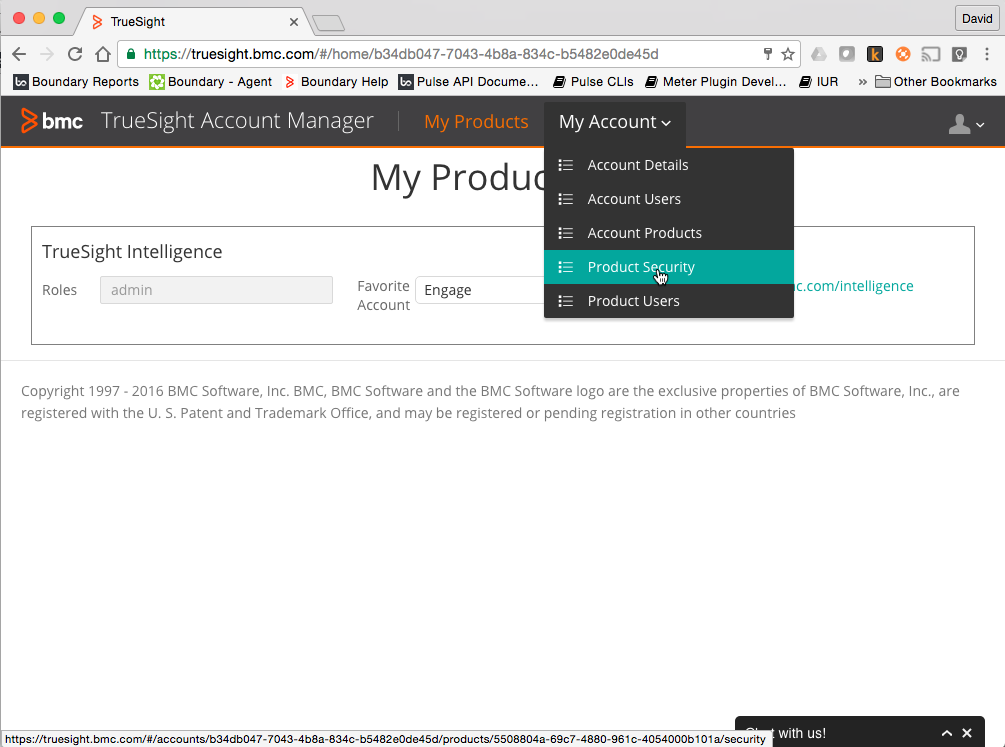 TrueSight
David
https://truesight.bmc.com/#/home/b34db047-7043-4b8a-834c-b5482e0de45d
Boundary Reports
Boundary - Agent
Boundary Help
Pulse API Docume...
Pulse CLIs
Meter Plugin Devel...
IUR
»
Other Bookmarks
bmc
TrueSight Account Manager
My Products
My Account
Account Details
Account Users
Account Products
Product Security
Product Users
My Produc
TrueSight Intelligence
Roles
admin
Favorite
Account
Engage
c.com/intelligence
Copyright 1997 - 2016 BMC Software, Inc. BMC, BMC Software and the BMC Software logo are the exclusive properties of BMC Software, Inc., are
registered with the U. S. Patent and Trademark Office, and may be registered or pending registration in other countries
with us!
https://truesight.bmc.com/#/accounts/b34db047-7043-4b8a-834c-b5482e0de45d/products/5508804a-69c7-4880-961c-4054000b101a/security